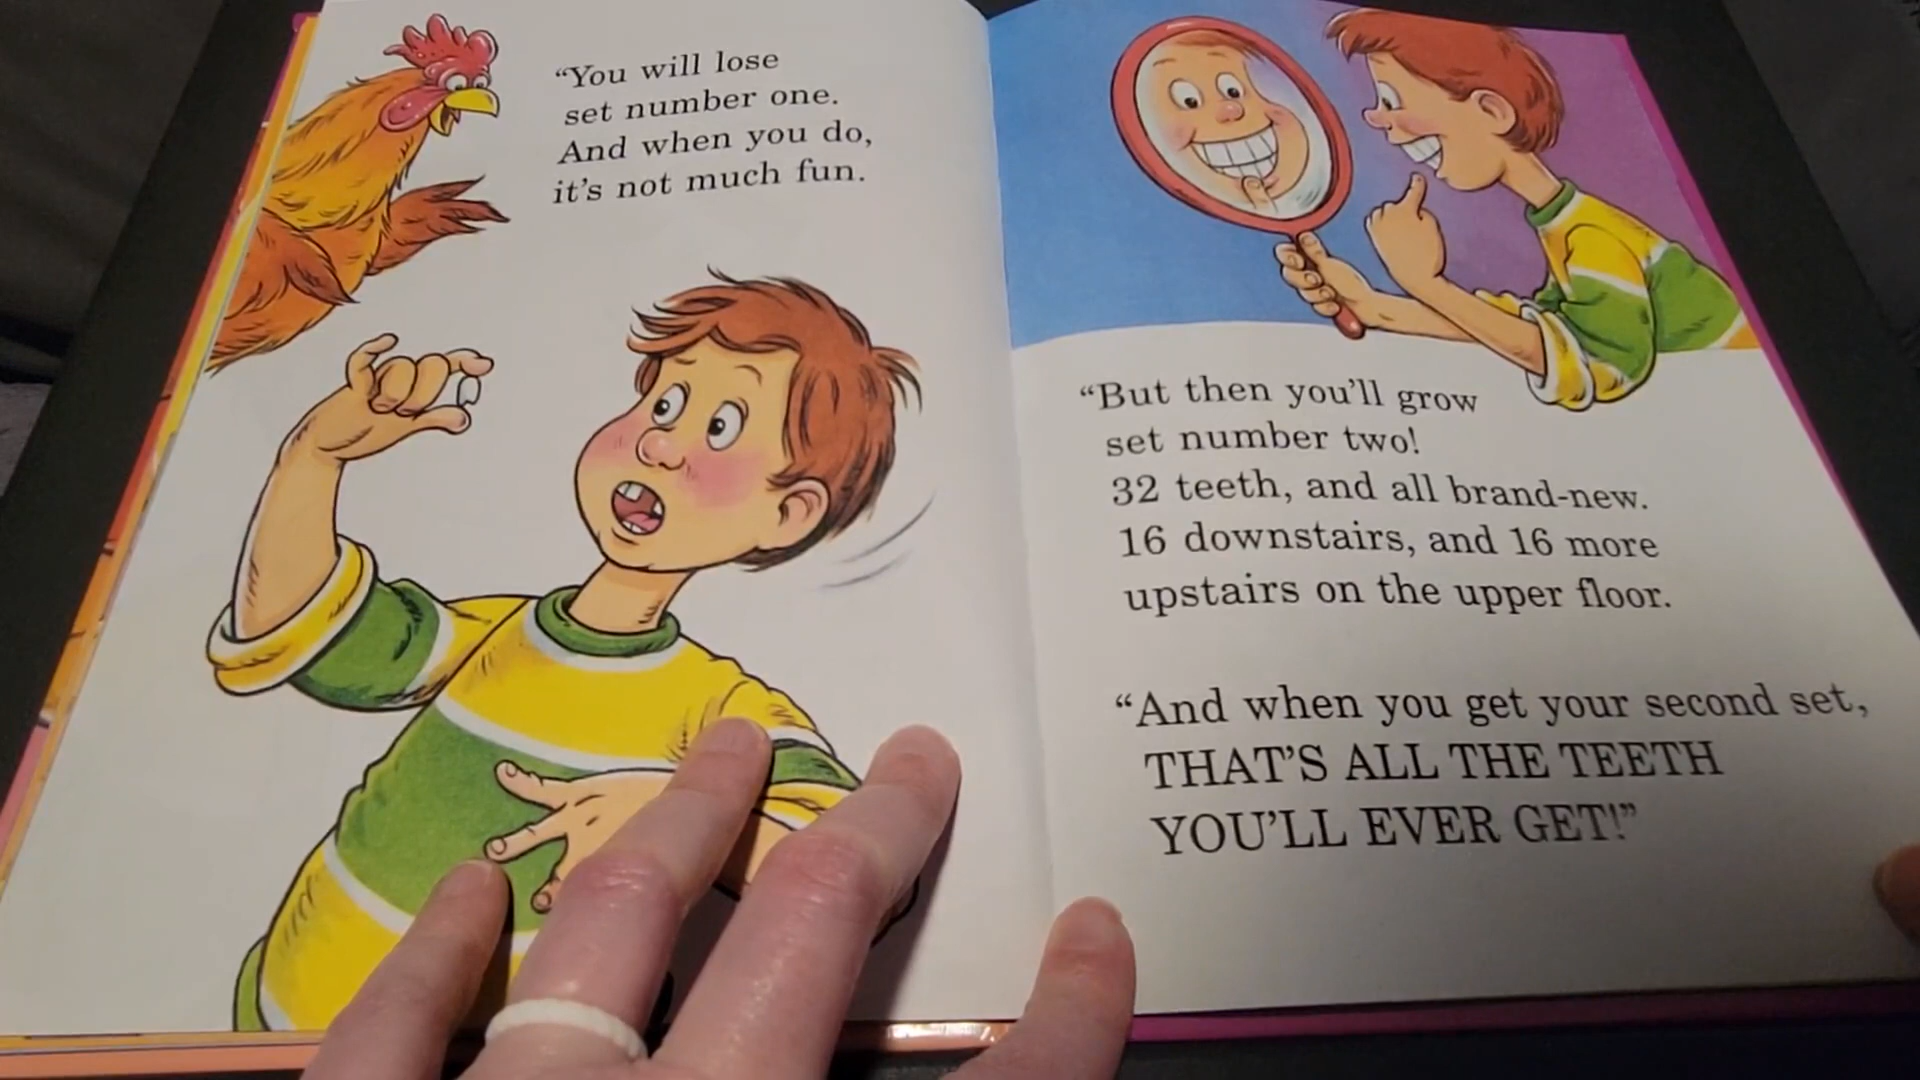 “You will lose
set number one.
And when you do,
it's not much fun.
“But then you'll grow
set number two!
32 teeth, and all brand-new.
16 downstairs, and 16 more
upstairs on the upper floor.
“And when you get your second set,
THAT'S ALL THE TEETH
YOU'LL EVER GET!”